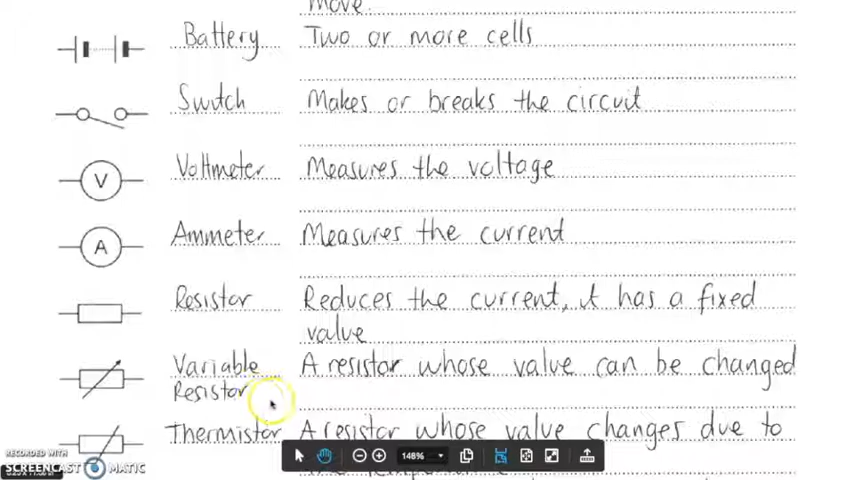 move.
Battery Two or more cells
Switch Makes or breaks the circuit
V Voltmeter Measures the voltage
A Ammeter Measures the current
Resistor Reduces the current, it has a fixed
value
Variable A resistor whose value can be changed
Resistor
Thermistor A resistor whose value changes due to
148%
RECORDED WITH
SCREENCAST MATIC